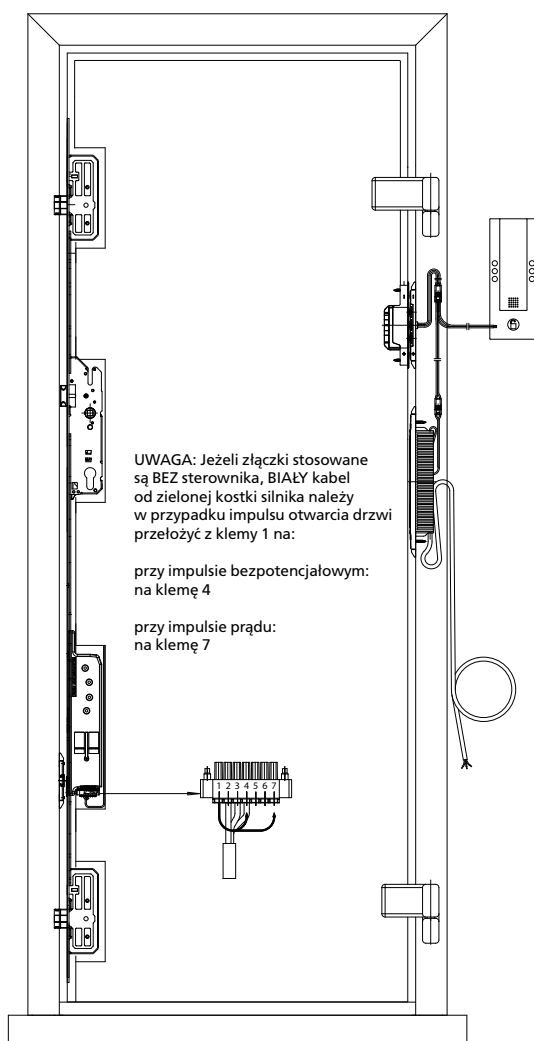 UWAGA: Jeżeli złączki stosowane
są BEZ sterownika, BIAŁY kabel
od zielonej kostki silnika należy
w przypadku impulsu otwarcia drzwi
przełożyć z klemy 1 na:
przy impulsie bezpotencjałowym:
na klemę 4
przy impulsie prądu:
na klemę 7
1 2 3 4 5 6 7